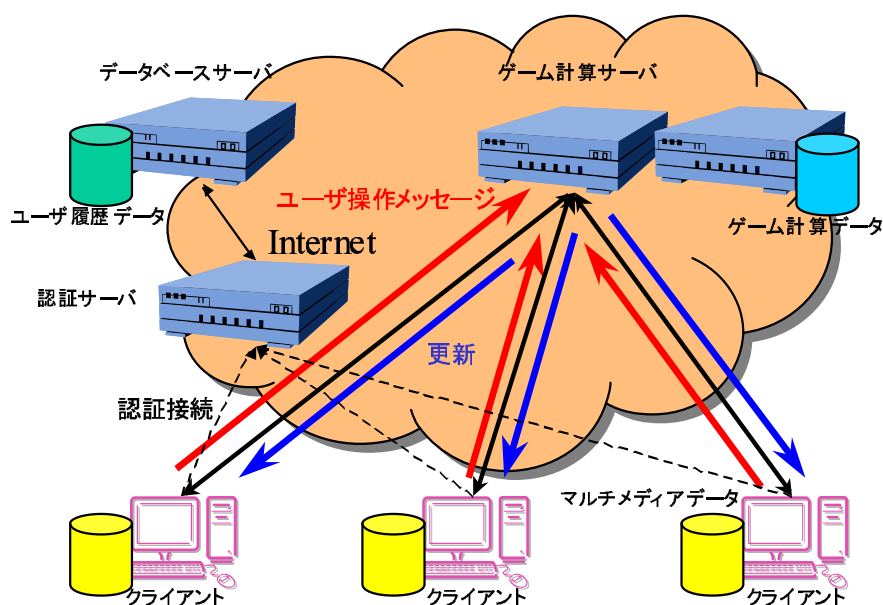 データベースサーバ
ゲーム計算サーバ
ユーザ操作メッセージ
ユーザ履歴データ
ゲーム計算データ
Internet
認証サーバ
更新
認証接続
マルチメディアデータ
クライアント
クライアント
クライアント